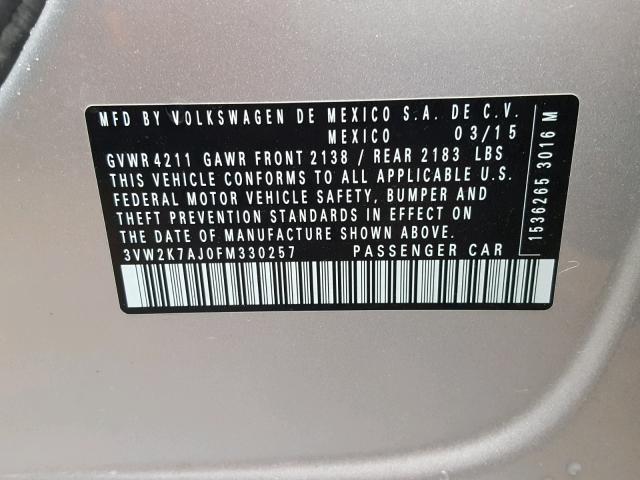 MFD BY VOLKSWAGEN DE MEXICO S.A. DE C.V.
MEXICO 03/15
GVWR 4211 GAWR FRONT 2138 / REAR 2183 LBS
THIS VEHICLE CONFORMS TO ALL APPLICABLE U.S.
FEDERAL MOTOR VEHICLE SAFETY, BUMPER AND
THEFT PREVENTION STANDARDS IN EFFECT ON
THE DATE OF MANUFACTURE SHOWN ABOVE.
3VW2K7AJ0FM330257 PASSENGER CAR
1536265 3016 M